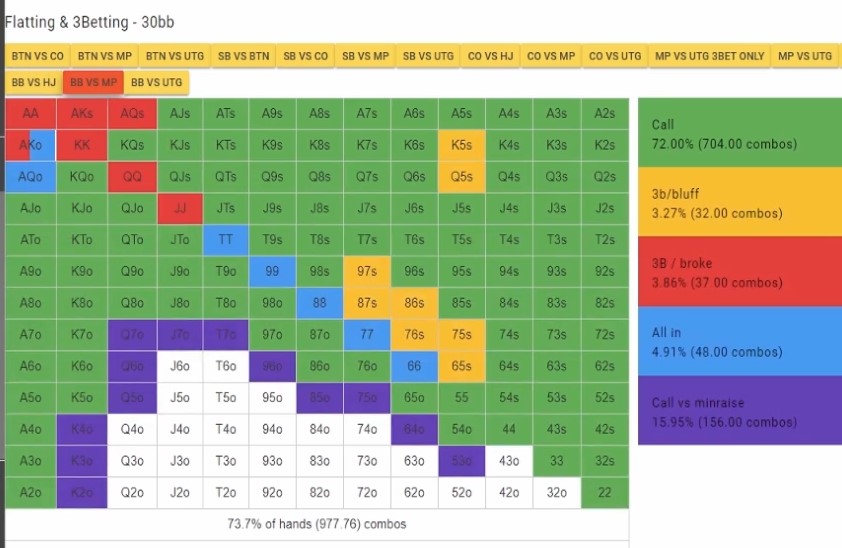 Flatting & 3Betting - 30bb
BTN VS CO BTN VS MP BTN VS UTG SB VS BTN SB VS CO SB VS MP SB VS UTG CO VS HJ CO VS MP CO VS UTG MP VS UTG 3BET ONLY MP VS UTG
BB VS HJ BB VS MP BB VS UTG
AA AKs AQs AJs ATs A9s A8s A7s A6s A5s A4s A3s A2s
AKo KK KQs KJs KTs K9s K8s K7s K6s K5s K4s K3s K2s
AQo KQo QQ QJs QTs Q9s Q8s Q7s Q6s Q5s Q4s Q3s Q2s
AJo KJo QJo JJ JTs J9s J8s J7s J6s J5s J4s J3s J2s
ATo KTo QTo JTo TT T9s T8s T7s T6s T5s T4s T3s T2s
A9o K9o Q9o J9o T9o 99 98s 97s 96s 95s 94s 93s 92s
A8o K8o Q8o J8o T8o 98o 88 87s 86s 85s 84s 83s 82s
A7o K7o Q7o J7o T7o 97o 87o 77 76s 75s 74s 73s 72s
A6o K6o Q6o J6o T6o 96o 86o 76o 66 65s 64s 63s 62s
A5o K5o Q5o J5o T5o 95o 85o 75o 65o 55 54s 53s 52s
A4o K4o Q4o J4o T4o 94o 84o 74o 64o 54o 44 43s 42s
A3o K3o Q3o J3o T3o 93o 83o 73o 63o 53o 43o 33 32s
A2o K2o Q2o J2o T2o 92o 82o 72o 62o 52o 42o 32o 22
73.7% of hands (977.76) combos
Call
72.00% (704.00 combos)
3b/bluff
3.27% (32.00 combos)
3B / broke
3.86% (37.00 combos)
All in
4.91% (48.00 combos)
Call vs minraise
15.95% (156.00 combos)